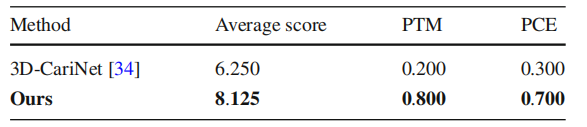 Method Average score PTM PCE
3D-CariNet [34] 6.250 0.200 0.300
Ours 8.125 0.800 0.700